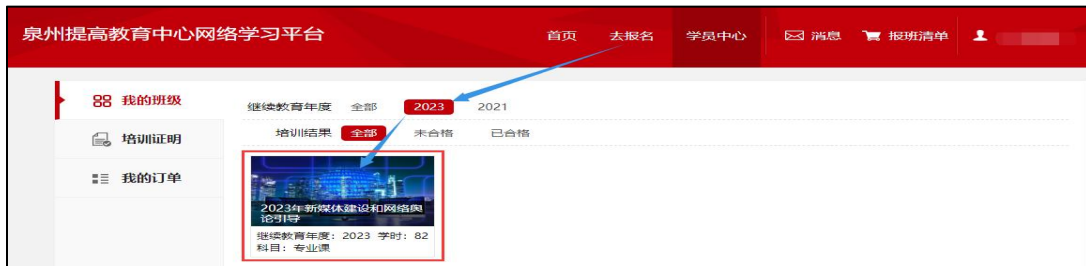 泉州提高教育中心网络学习平台 首页 去报名 学员中心 消息 报班清单
我的班级
培训证明
我的订单
继续教育年度 全部 2023 2021
培训结果 全部 未合格 已合格
2023年新媒体建设和网络舆
论引导
继续教育年度：2023 学时：82
科目：专业课